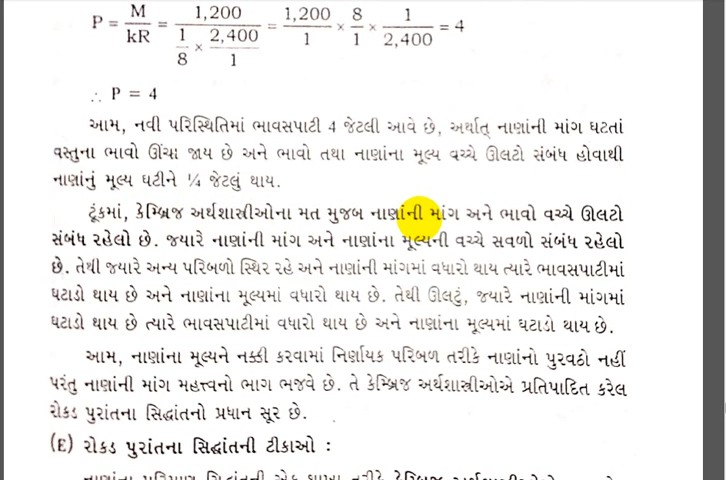 P = M/kR = 1,200/(1/8 × 2,400/1) = 1,200/1 × 8/1 × 1/2,400 = 4
∴ P = 4
આમ, નવી પરિસ્થિતિમાં ભાવસપાટી 4 જેટલી આવે છે, અર્થાત્ નાણાંની માંગ ઘટતાં
વસ્તુના ભાવો ઊંચા જાય છે અને ભાવો તથા નાણાંના મૂલ્ય વચ્ચે ઊલટો સંબંધ હોવાથી
નાણાંનું મૂલ્ય ઘટીને ¼ જેટલું થાય.
ટૂંકમાં, કેમ્બ્રિજ અર્થશાસ્ત્રીઓના મત મુજબ નાણાંની માંગ અને ભાવો વચ્ચે ઊલટો
સંબંધ રહેલો છે. જયારે નાણાંની માંગ અને નાણાંના મૂલ્યની વચ્ચે સવળો સંબંધ રહેલો
છે. તેથી જયારે અન્ય પરિબળો સ્થિર રહે અને નાણાંની માંગમાં વધારો થાય ત્યારે ભાવસપાટીમાં
ઘટાડો થાય છે અને નાણાંના મૂલ્યમાં વધારો થાય છે. તેથી ઊલટું, જ્યારે નાણાંની માંગમાં
ઘટાડો થાય છે ત્યારે ભાવસપાટીમાં વધારો થાય છે અને નાણાંના મૂલ્યમાં ઘટાડો થાય છે.
આમ, નાણાંના મૂલ્યને નક્કી કરવામાં નિર્ણાયક પરિબળ તરીકે નાણાંનો પુરવઠો નહીં
પરંતુ નાણાંની માંગ મહત્ત્વનો ભાગ ભજવે છે. તે કેમ્બ્રિજ અર્થશાસ્ત્રીઓએ પ્રતિપાદિત કરેલ
રોકડ પુરાંતના સિદ્ધાંતનો પ્રધાન સૂર છે.
(E) રોકડ પુરાંતના સિદ્ધાંતની ટીકાઓ :